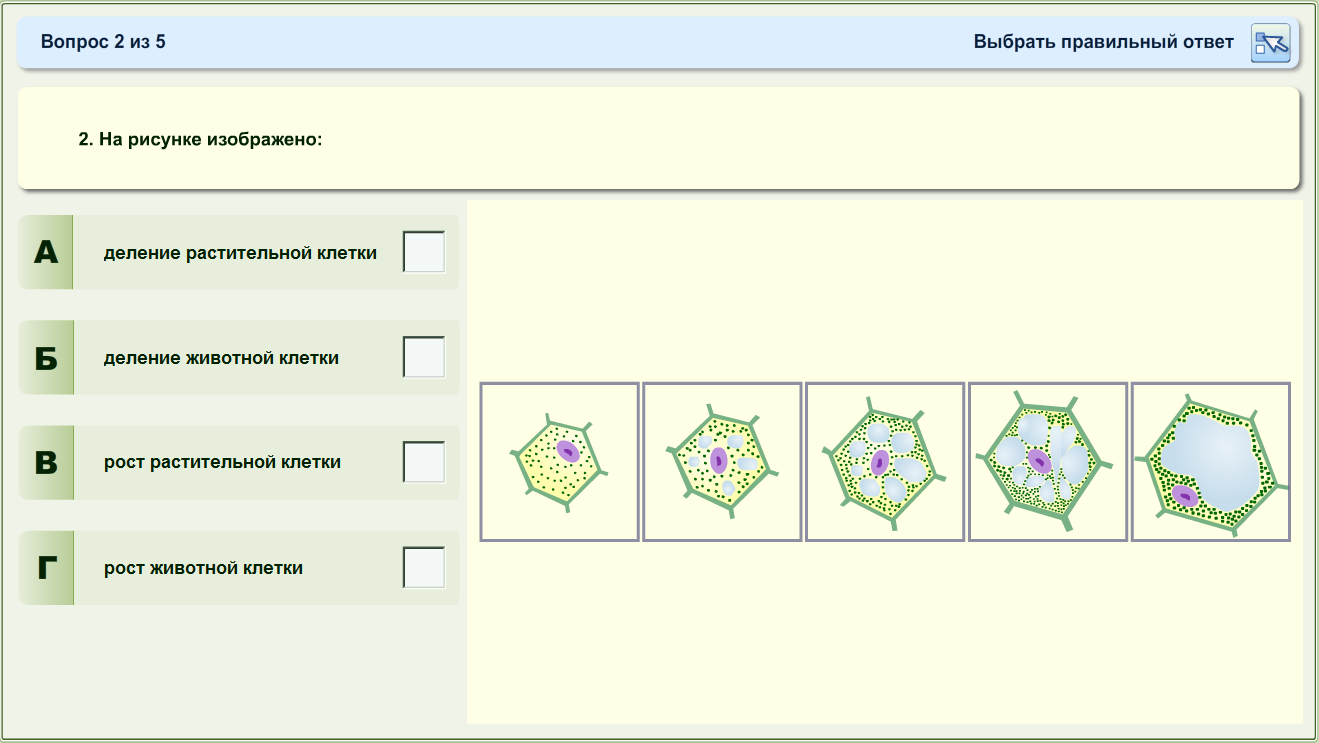 Вопрос 2 из 5
Выбрать правильный ответ
2. На рисунке изображено:
А
деление растительной клетки
Б
деление животной клетки
В
рост растительной клетки
Г
рост животной клетки